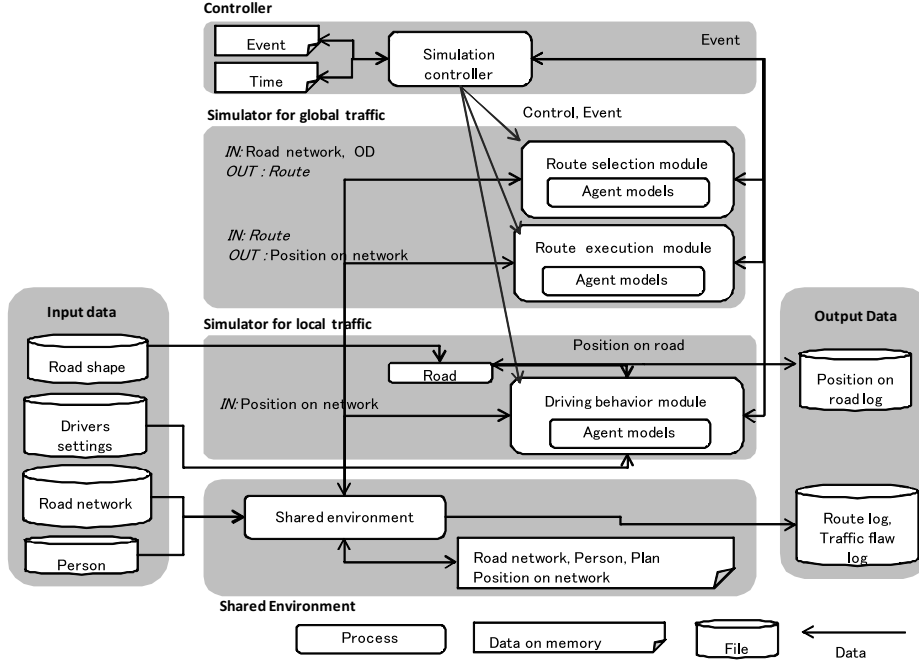 Controller
Event
Time
Simulation
controller
Event
Simulator for global traffic
Control, Event
IN: Road network, OD
OUT : Route
Route selection module
Agent models
IN: Route
OUT : Position on network
Route execution module
Agent models
Input data
Road shape
Drivers
settings
Road network
Person
Simulator for local traffic
Position on road
Road
IN: Position on network
Driving behavior module
Agent models
Output Data
Position on
road log
Route log,
Traffic flaw
log
Shared environment
Road network, Person, Plan
Position on network
Shared Environment
Process
Data on memory
File
Data